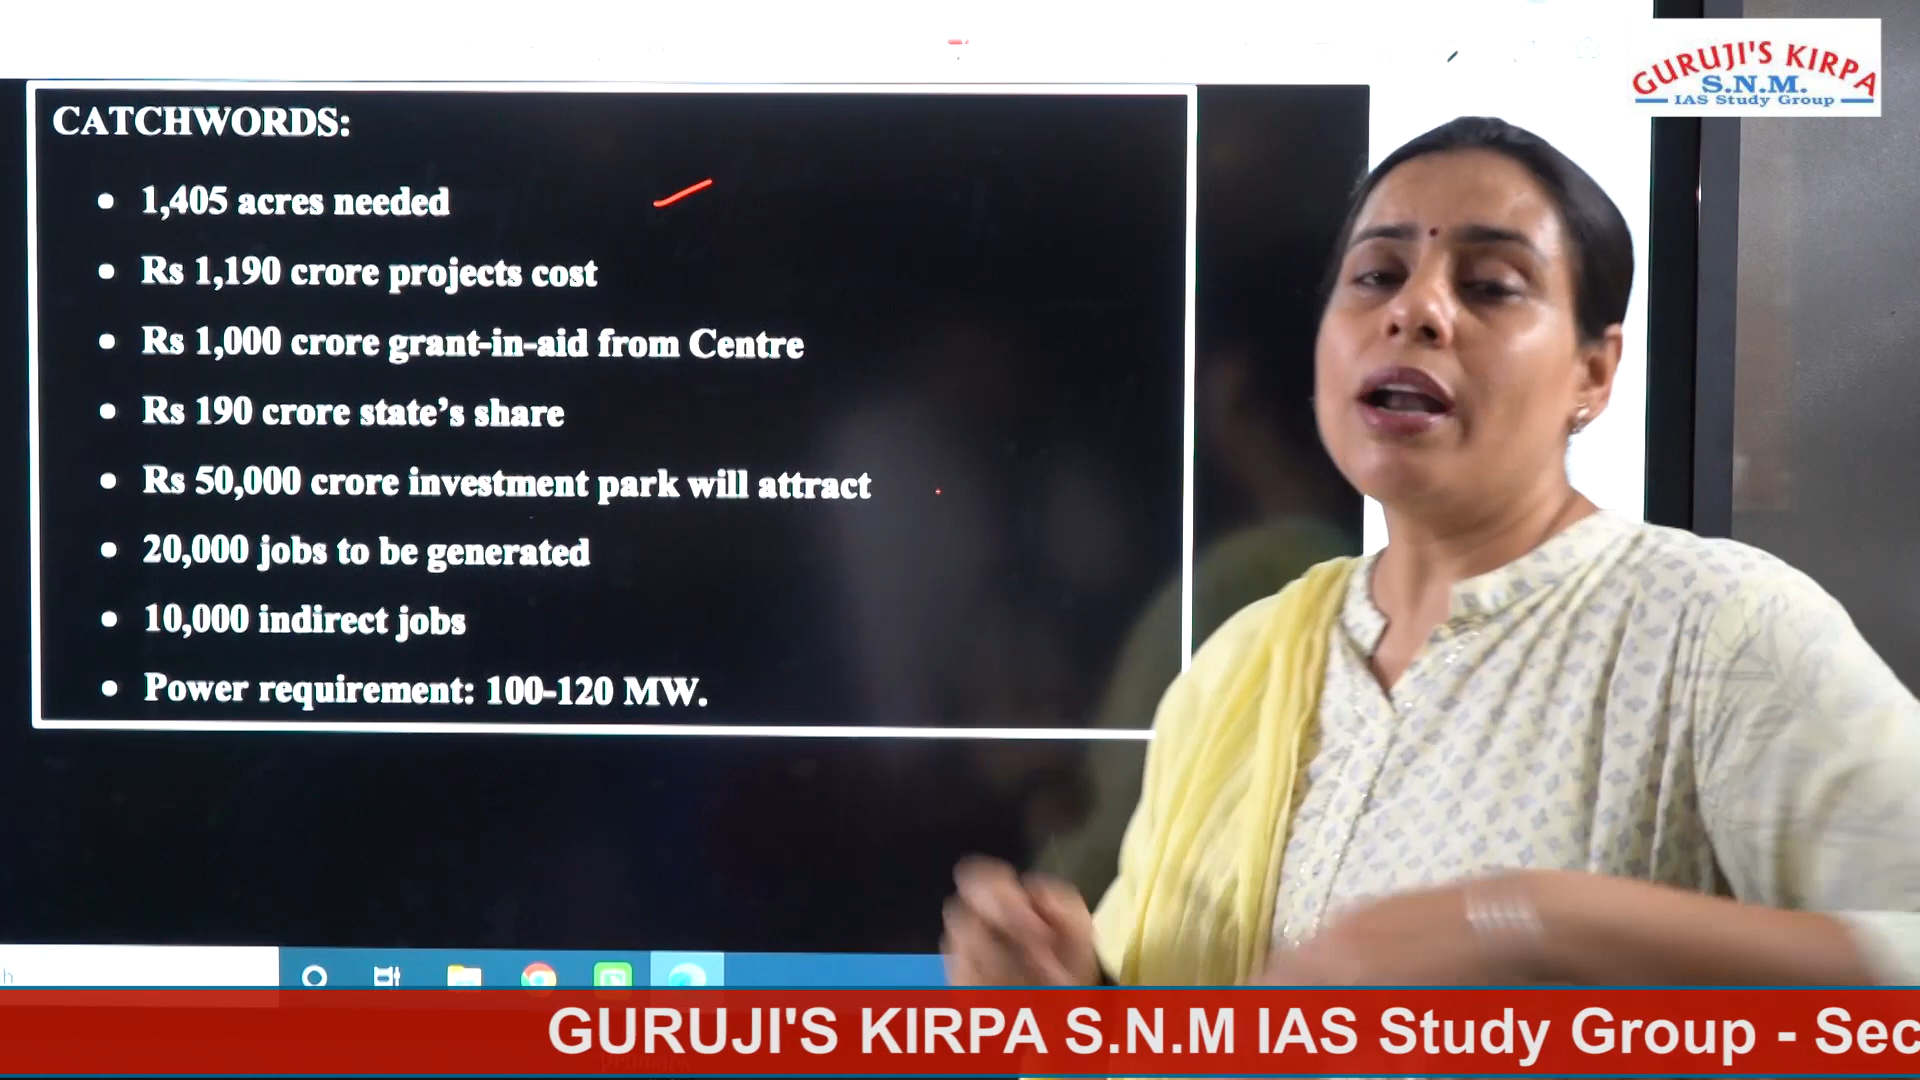 GURUJI'S KIRPA
S.N.M.
IAS Study Group
CATCHWORDS:
• 1,405 acres needed
• Rs 1,190 crore projects cost
• Rs 1,000 crore grant-in-aid from Centre
• Rs 190 crore state's share
• Rs 50,000 crore investment park will attract
• 20,000 jobs to be generated
• 10,000 indirect jobs
• Power requirement: 100-120 MW.
h
GURUJI'S KIRPA S.N.M IAS Study Group - Sec